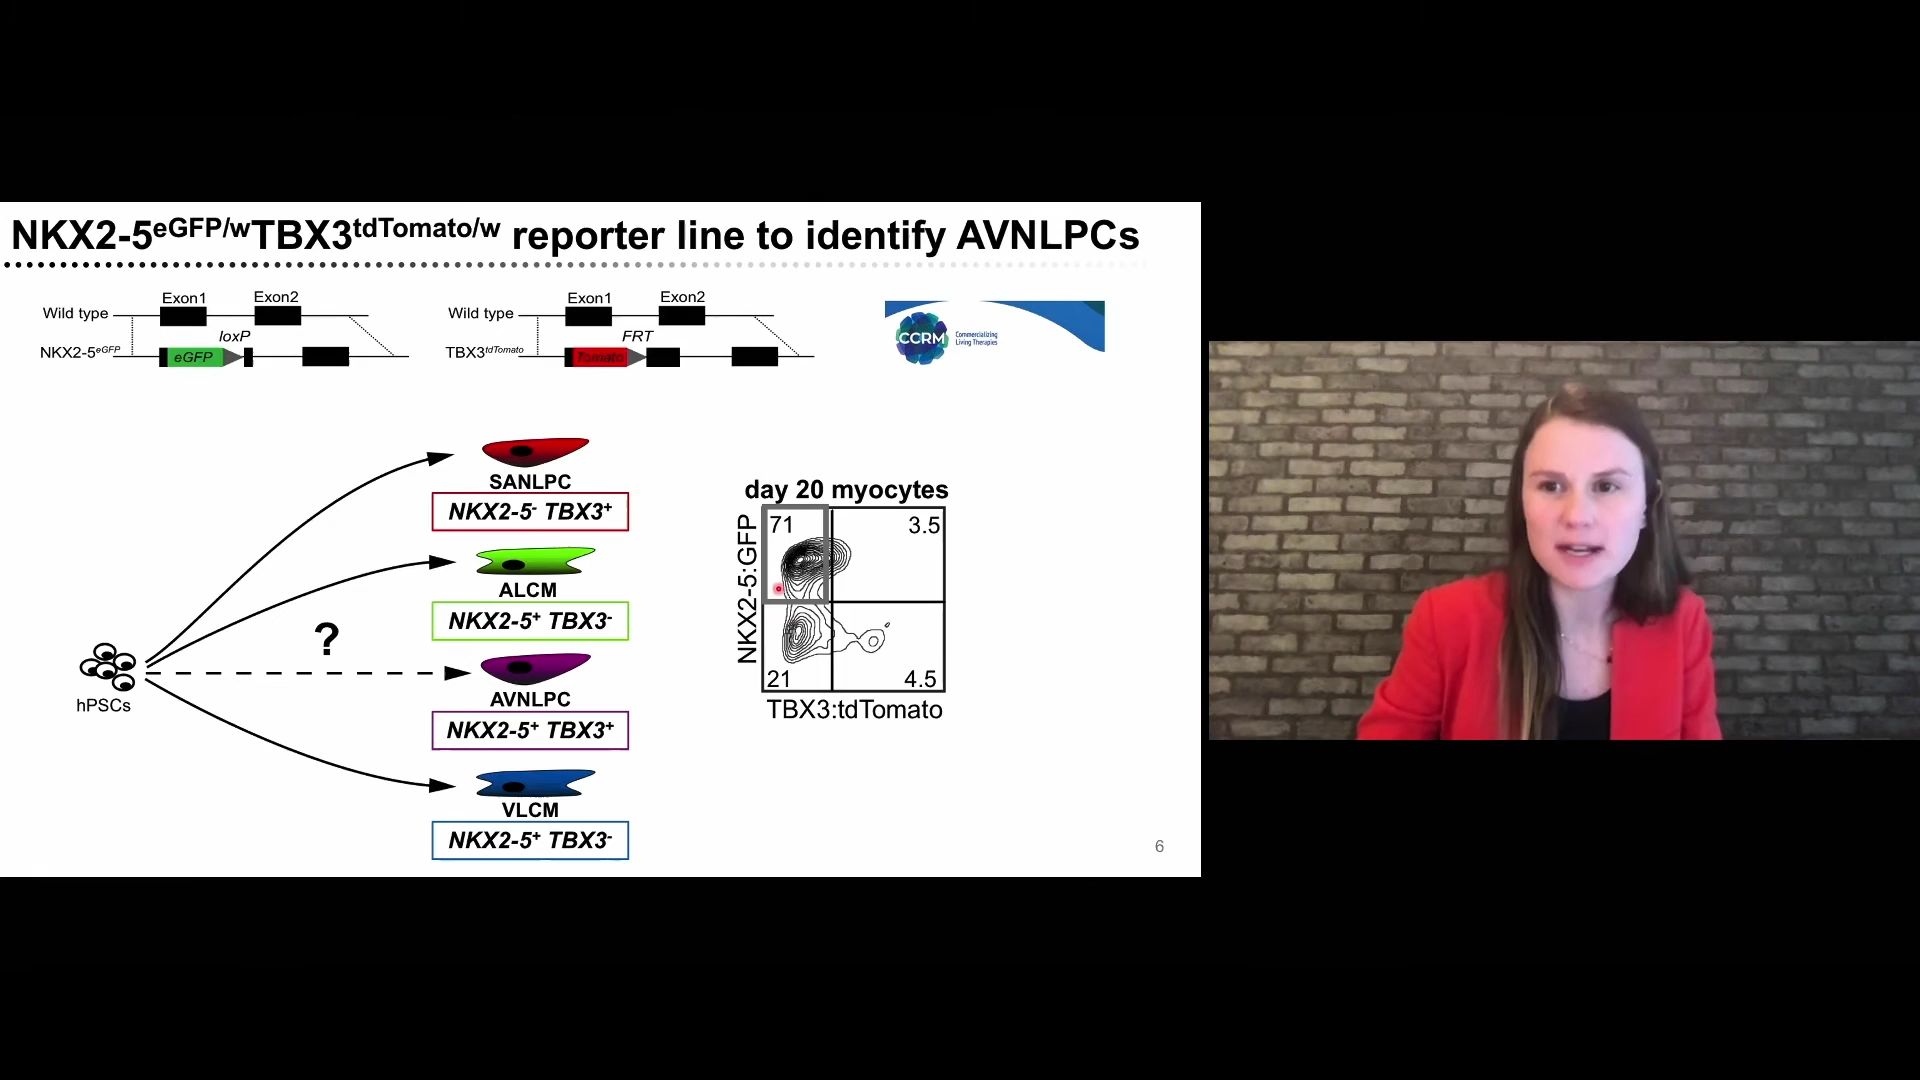 NKX2-5eGFP/wTBX3tdTomato/w reporter line to identify AVNLPCs
Exon1 Exon2
Wild type
loxP
NKX2-5eGFP
eGFP
Exon1 Exon2
Wild type
FRT
TBX3tdTomato
Tomato
CCRM
Commercializing
Living Therapies
SANLPC
NKX2-5- TBX3+
ALCM
NKX2-5+ TBX3-
?
AVNLPC
NKX2-5+ TBX3+
VLCM
NKX2-5+ TBX3-
hPSCs
day 20 myocytes
NKX2-5:GFP
71 3.5
21 4.5
TBX3:tdTomato
6